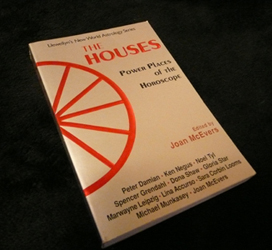 Llewellyn's New World Astrology Series
THE
HOUSES
POWER PLACES
of the
HOROSCOPE
Edited by
Joan McEvers
Peter Damian • Ken Negus • Noel Tyl
Spencer Grendahl • Dona Shaw • Gloria Star
Marwayne Leipzig • Lina Accurso • Sara Corbin Looms
Michael Munkasey • Joan McEvers